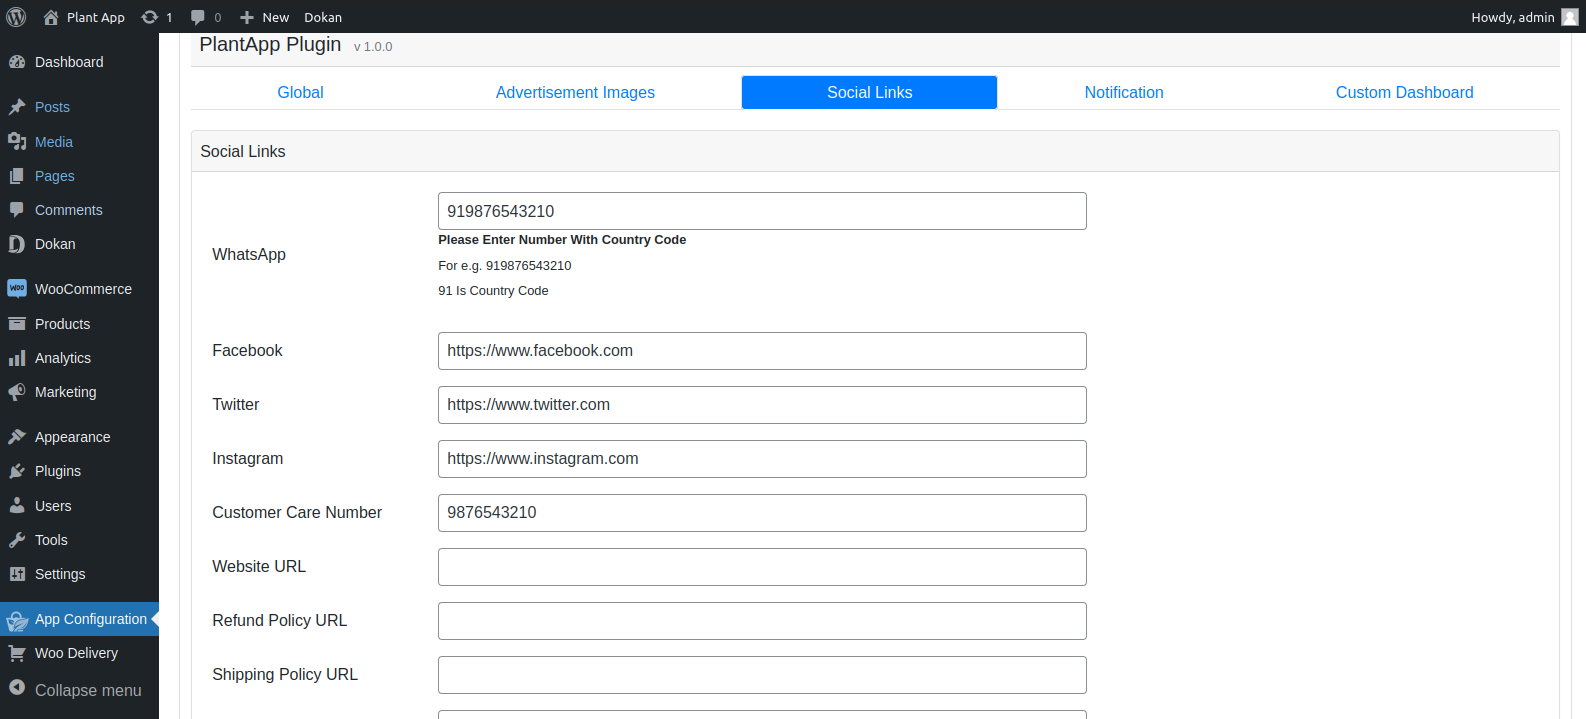 Plant App
1
0
New
Dokan
Howdy, admin
Dashboard
Posts
Media
Pages
Comments
Dokan
WooCommerce
Products
Analytics
Marketing
Appearance
Plugins
Users
Tools
Settings
App Configuration
Woo Delivery
Collapse menu
PlantApp Plugin v 1.0.0
Global
Advertisement Images
Social Links
Notification
Custom Dashboard
Social Links
WhatsApp
919876543210
Please Enter Number With Country Code
For e.g. 919876543210
91 Is Country Code
Facebook
https://www.facebook.com
Twitter
https://www.twitter.com
Instagram
https://www.instagram.com
Customer Care Number
9876543210
Website URL
Refund Policy URL
Shipping Policy URL